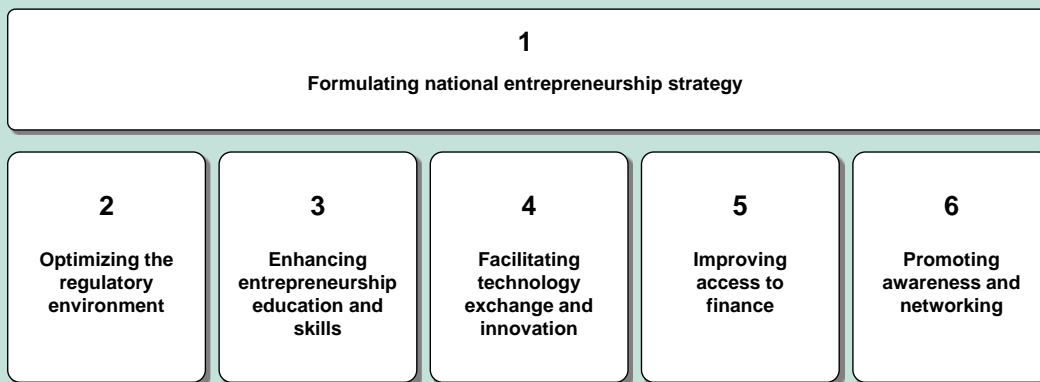 1
Formulating national entrepreneurship strategy
2
Optimizing the
regulatory
environment
3
Enhancing
entrepreneurship
education and
skills
4
Facilitating
technology
exchange and
innovation
5
Improving
access to
finance
6
Promoting
awareness and
networking